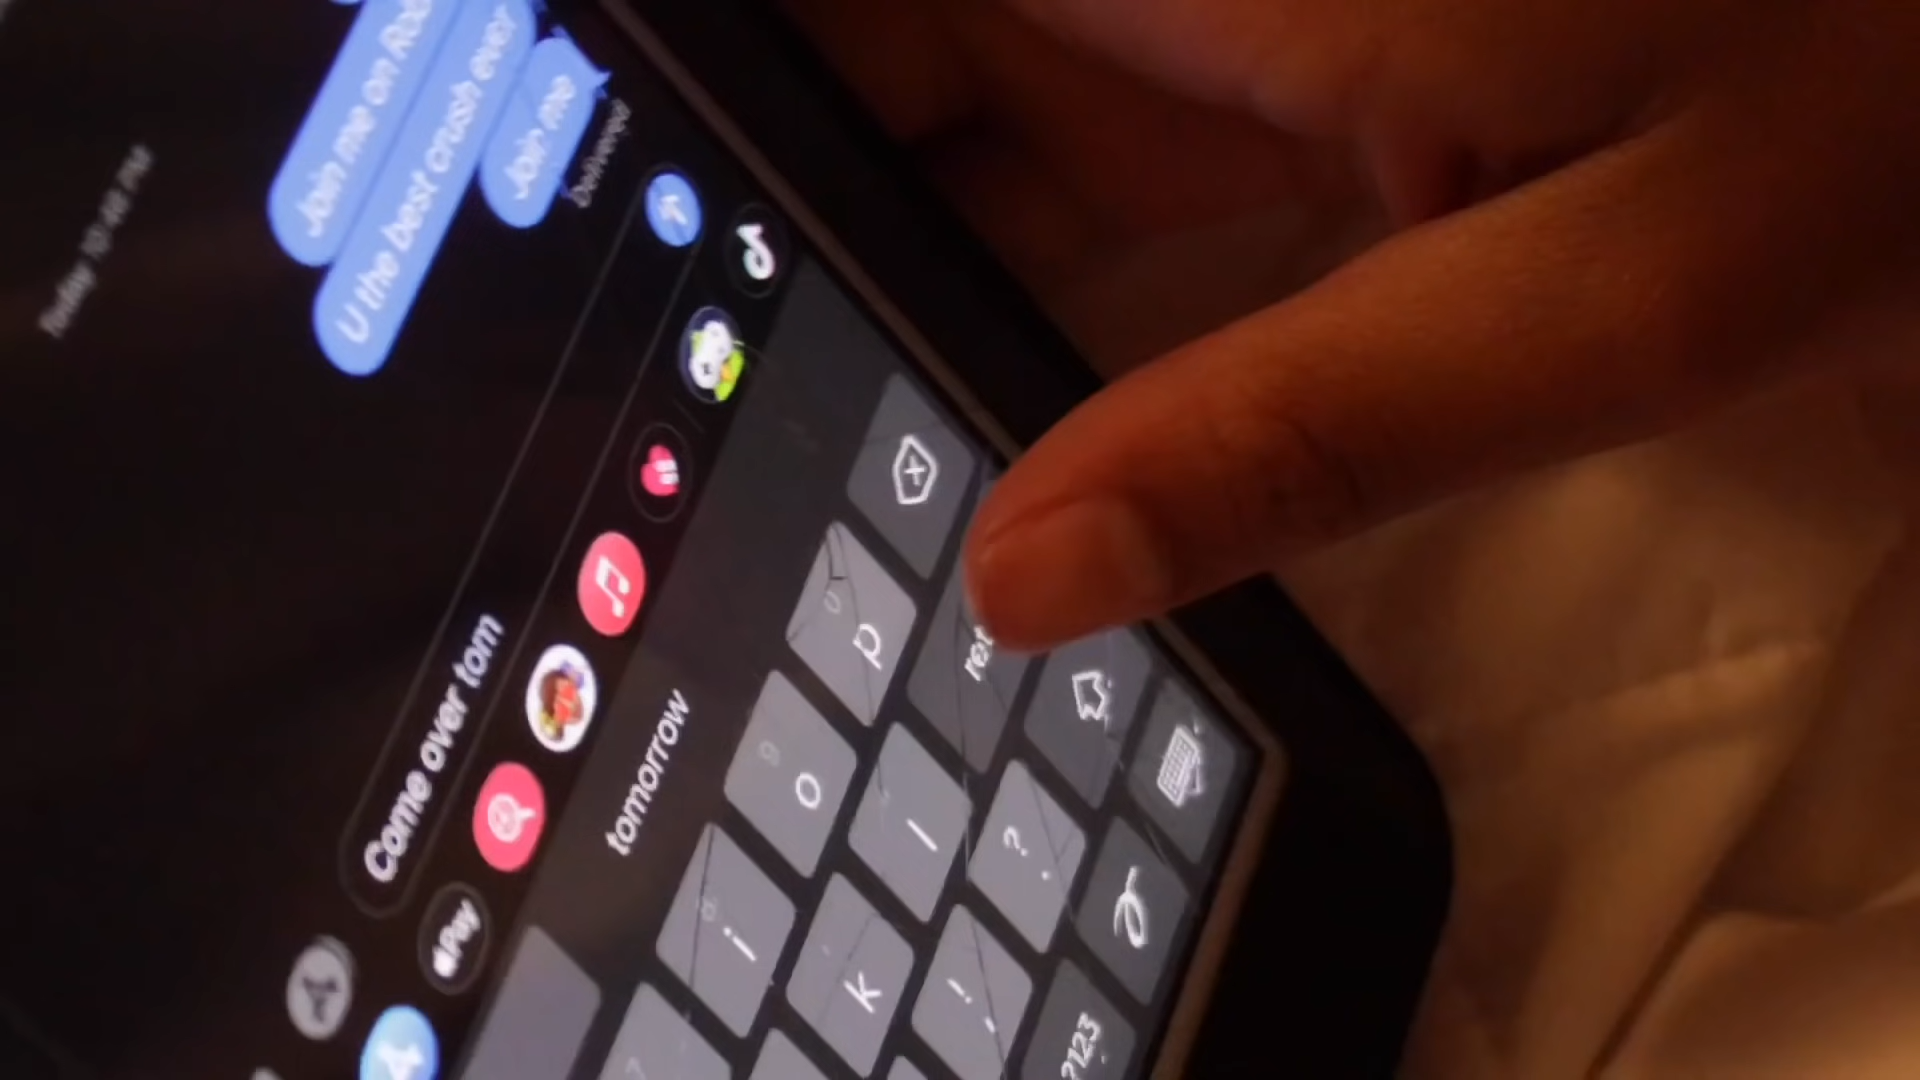 Today 10:48 PM
Join me on
U the best crush ever
Join me
Delivered
Come over tom
Pay
tomorrow
o
p
i
k
l
?
.
!
,
?123